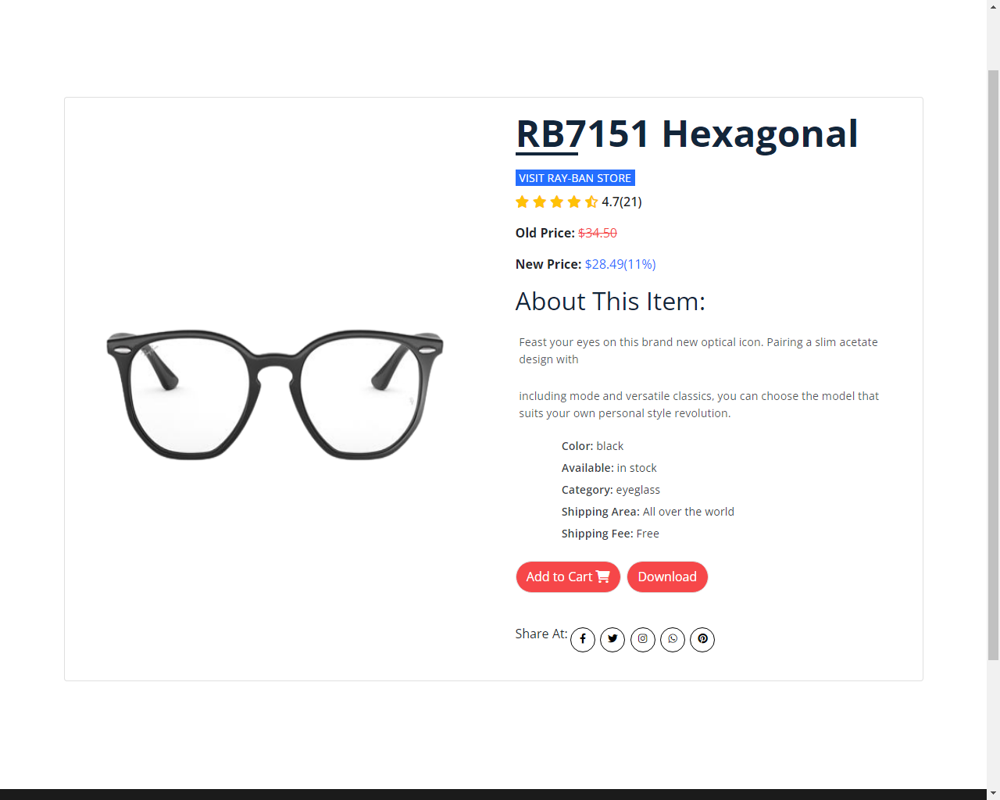 RB7151 Hexagonal
VISIT RAY-BAN STORE
4.7(21)
Old Price: $34.50
New Price: $28.49(11%)
About This Item:
Feast your eyes on this brand new optical icon. Pairing a slim acetate
design with
including mode and versatile classics, you can choose the model that
suits your own personal style revolution.
Color: black
Available: in stock
Category: eyeglass
Shipping Area: All over the world
Shipping Fee: Free
Add to Cart
Download
Share At: